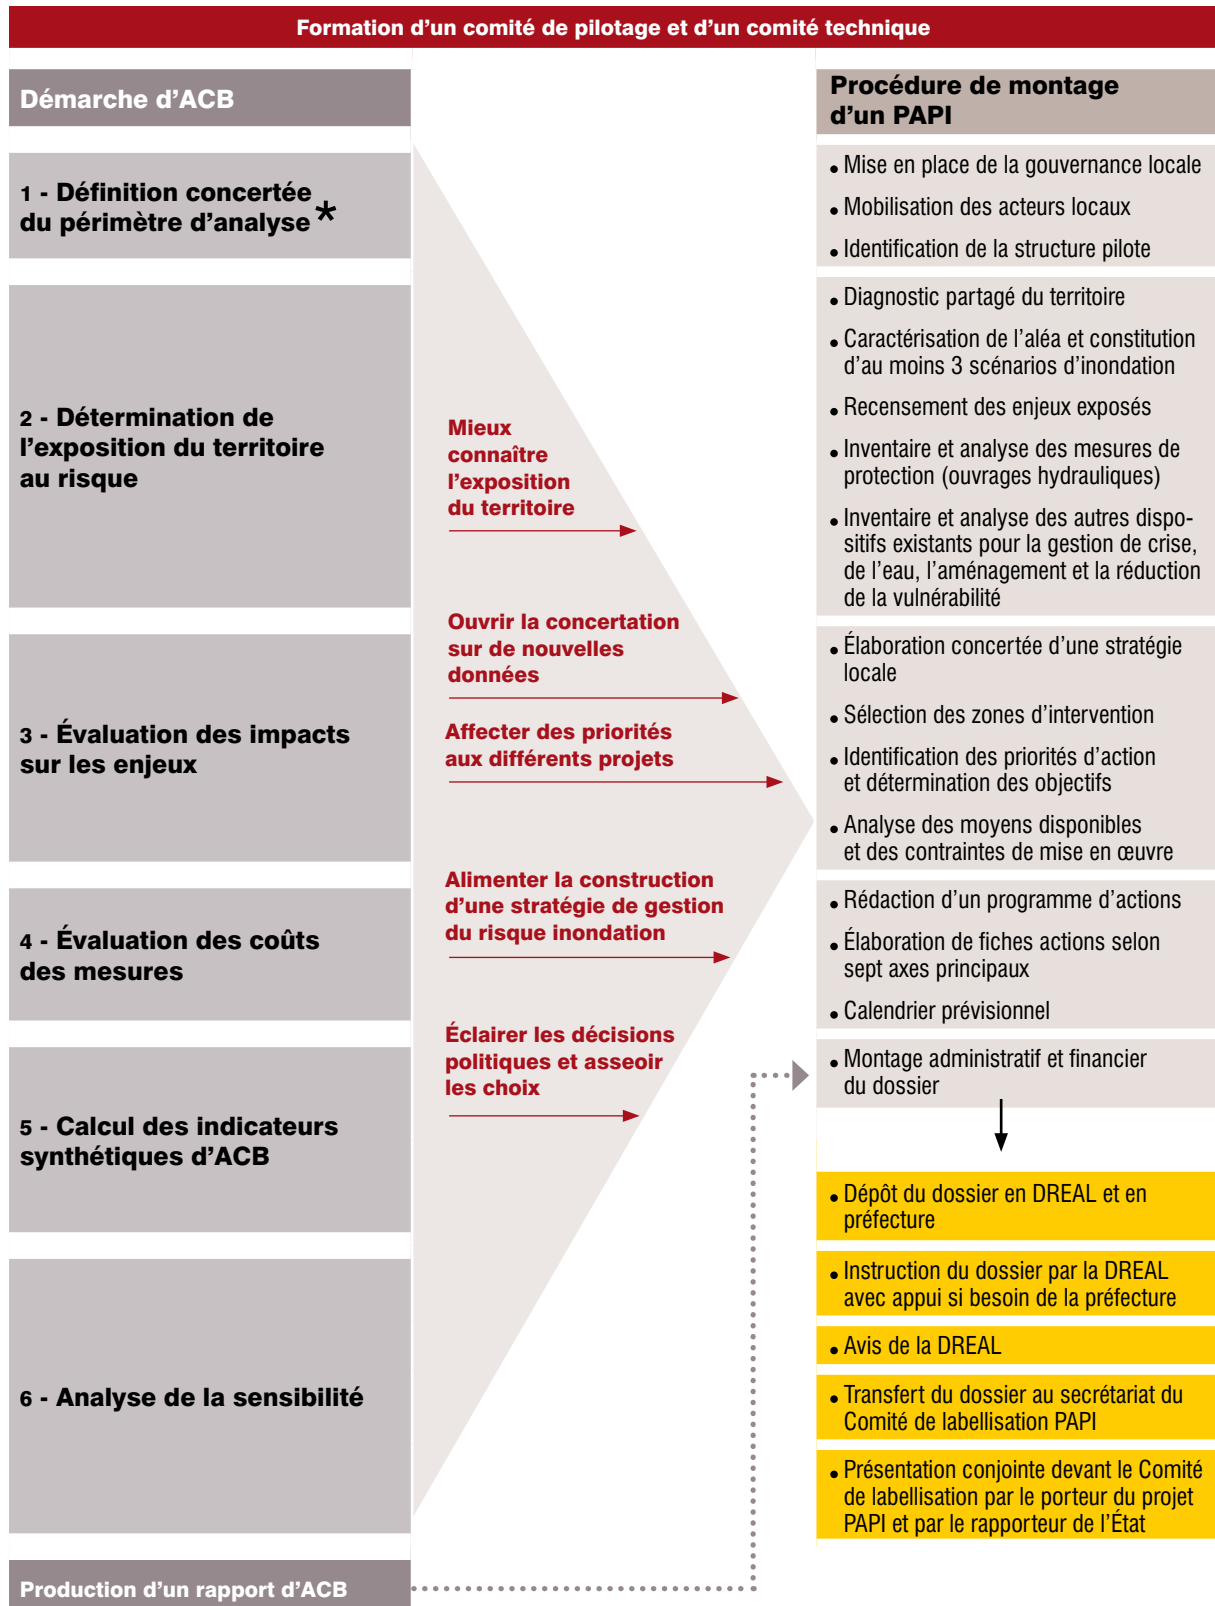 Formation d'un comité de pilotage et d'un comité technique
Démarche d'ACB
1 - Définition concertée
du périmètre d'analyse*
2 - Détermination de
l'exposition du territoire
au risque
3 - Évaluation des impacts
sur les enjeux
4 - Évaluation des coûts
des mesures
5 - Calcul des indicateurs
synthétiques d'ACB
6 - Analyse de la sensibilité
Production d'un rapport d'ACB
Mieux
connaître
l'exposition
du territoire
Ouvrir la concertation
sur de nouvelles
données
Affecter des priorités
aux différents projets
Alimenter la construction
d'une stratégie de gestion
du risque inondation
Éclairer les décisions
politiques et asseoir
les choix
Procédure de montage
d'un PAPI
• Mise en place de la gouvernance locale
• Mobilisation des acteurs locaux
• Identification de la structure pilote
• Diagnostic partagé du territoire
• Caractérisation de l'aléa et constitution
d'au moins 3 scénarios d'inondation
• Recensement des enjeux exposés
• Inventaire et analyse des mesures de
protection (ouvrages hydrauliques)
• Inventaire et analyse des autres dispo-
sitifs existants pour la gestion de crise,
de l'eau, l'aménagement et la réduction
de la vulnérabilité
• Élaboration concertée d'une stratégie
locale
• Sélection des zones d'intervention
• Identification des priorités d'action
et détermination des objectifs
• Analyse des moyens disponibles
et des contraintes de mise en œuvre
• Rédaction d'un programme d'actions
• Élaboration de fiches actions selon
sept axes principaux
• Calendrier prévisionnel
• Montage administratif et financier
du dossier
• Dépôt du dossier en DREAL et en
préfecture
• Instruction du dossier par la DREAL
avec appui si besoin de la préfecture
• Avis de la DREAL
• Transfert du dossier au secrétariat du
Comité de labellisation PAPI
• Présentation conjointe devant le Comité
de labellisation par le porteur du projet
PAPI et par le rapporteur de l'État